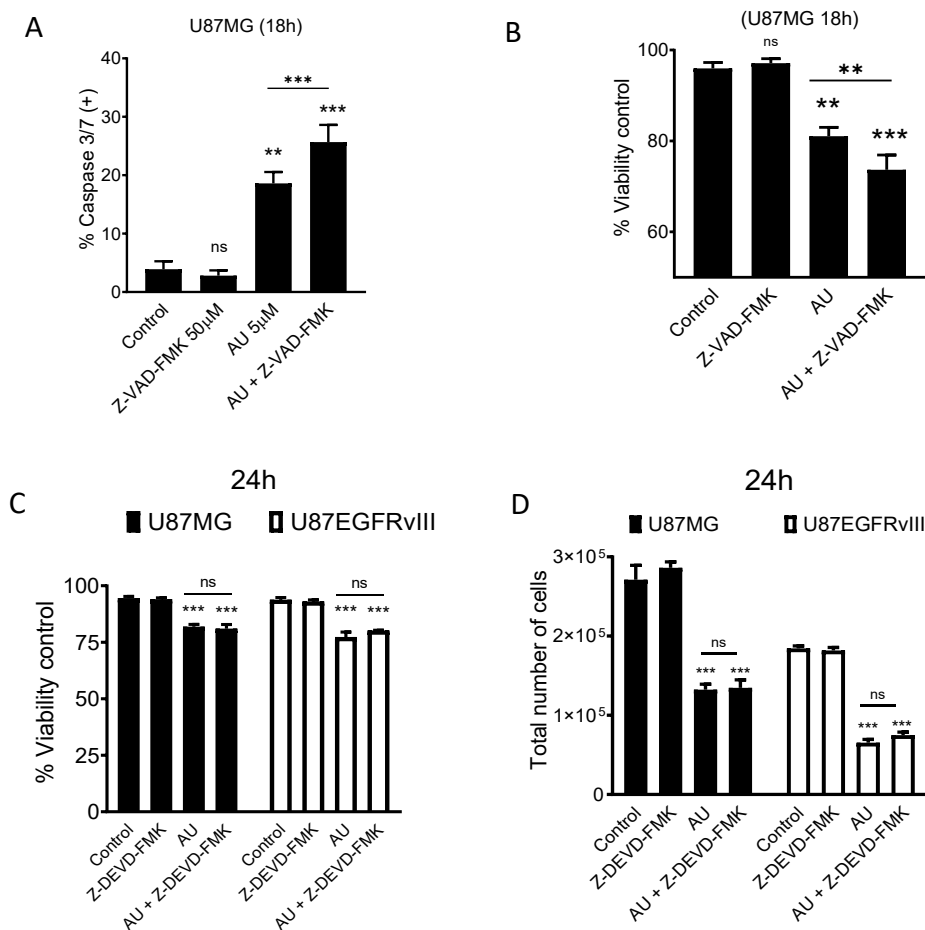 A
U87MG (18h)
% Caspase 3/7 (+)
40
30
20
10
0
ns
**
***
***
Control
Z-VAD-FMK 50μM
AU 5μM
AU + Z-VAD-FMK
B
(U87MG 18h)
% Viability control
100
80
60
ns
**
**
***
Control
Z-VAD-FMK
AU
AU + Z-VAD-FMK
C
24h
U87MG U87EGFRvIII
% Viability control
100
75
50
25
0
ns
*** ***
ns
*** ***
Control
Z-DEVD-FMK
AU
AU + Z-DEVD-FMK
Control
Z-DEVD-FMK
AU
AU + Z-DEVD-FMK
D
24h
U87MG U87EGFRvIII
Total number of cells
3×10⁵
2×10⁵
1×10⁵
0
ns
*** ***
ns
*** ***
Control
Z-DEVD-FMK
AU
AU + Z-DEVD-FMK
Control
Z-DEVD-FMK
AU
AU + Z-DEVD-FMK